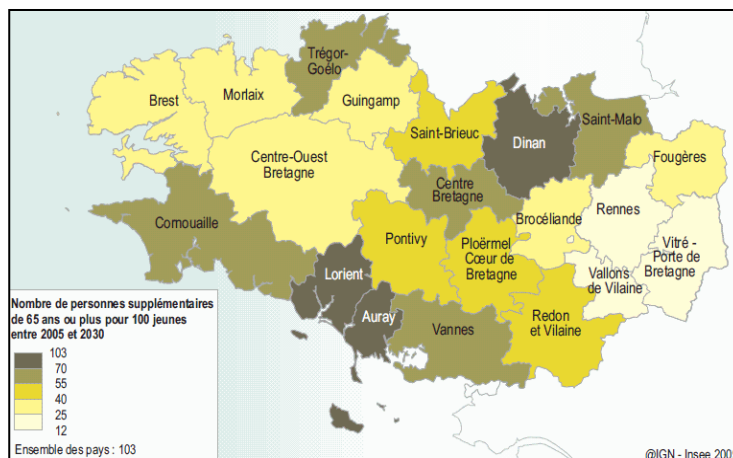 Trégor-
Goélo
Brest
Morlaix
Guingamp
Saint-Brieuc
Dinan
Saint-Malo
Fougères
Centre-Ouest
Bretagne
Centre
Bretagne
Cornouaille
Brocéliande
Rennes
Pontivy
Ploërmel
Cœur de
Bretagne
Vitré -
Porte de
Bretagne
Vallons
de Vilaine
Lorient
Auray
Vannes
Redon
et Vilaine
Nombre de personnes supplémentaires
de 65 ans ou plus pour 100 jeunes
entre 2005 et 2030
103
70
55
40
25
12
Ensemble des pays : 103
@IGN - Insee